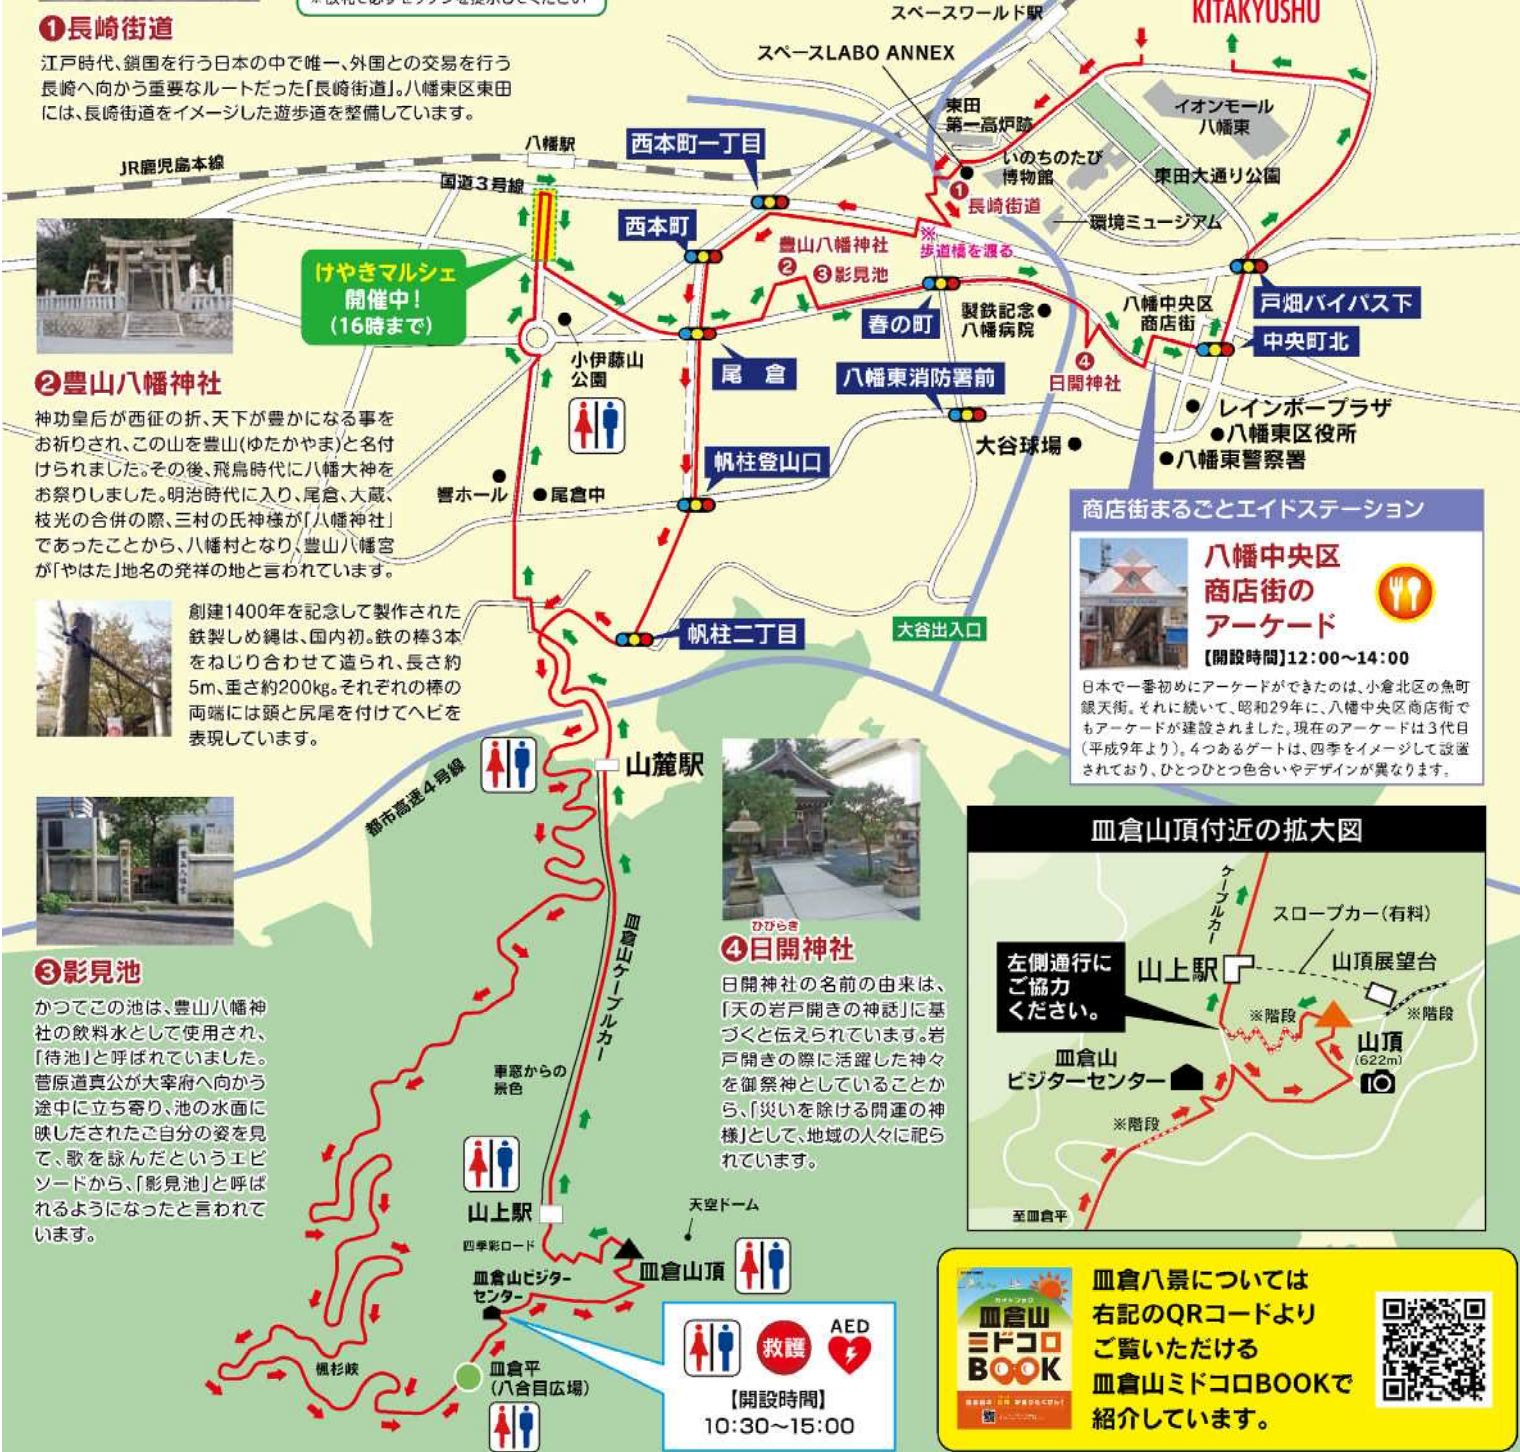 ❶長崎街道
江戸時代、鎖国を行う日本の中で唯一、外国との交易を行う
長崎へ向かう重要なルートだった「長崎街道」。八幡東区東田
には、長崎街道をイメージした遊歩道を整備しています。
スペースワールド駅
KITAKYUSHU
スペースLABO ANNEX
東田
第一高炉跡
イオンモール
八幡東
いのちのたび
博物館
東田大通り公園
❶長崎街道
環境ミュージアム
※
歩道橋を渡る
JR鹿児島本線
八幡駅
国道3号線
西本町一丁目
西本町
豊山八幡神社
❷
❸影見池
けやきマルシェ
開催中!
(16時まで)
春の町
製鉄記念
八幡病院
八幡中央区
商店街
戸畑バイパス下
中央町北
小伊藤山
公園
尾 倉
八幡東消防署前
❹
日開神社
大谷球場
レインボープラザ
八幡東区役所
八幡東警察署
帆柱登山口
響ホール
尾倉中
帆柱二丁目
大谷出入口
❷豊山八幡神社
神功皇后が西征の折、天下が豊かになる事を
お祈りされ、この山を豊山(ゆたかやま)と名付
けられました。その後、飛鳥時代に八幡大神を
お祭りしました。明治時代に入り、尾倉、大蔵、
枝光の合併の際、三村の氏神様が「八幡神社」
であったことから、八幡村となり、豊山八幡宮
が「やはた」地名の発祥の地と言われています。
創建1400年を記念して製作された
鉄製しめ縄は、国内初。鉄の棒3本
をねじり合わせて造られ、長さ約
5m、重さ約200kg。それぞれの棒の
両端には頭と尻尾を付けてヘビを
表現しています。
商店街まるごとエイドステーション
八幡中央区
商店街の
アーケード
【開設時間】12:00〜14:00
日本で一番初めにアーケードができたのは、小倉北区の魚町
銀天街。それに続いて、昭和29年に、八幡中央区商店街で
もアーケードが建設されました。現在のアーケードは3代目
(平成9年より)。4つあるゲートは、四季をイメージして設置
されており、ひとつひとつ色合いやデザインが異なります。
都市高速4号線
山麓駅
皿倉山ケーブルカー
車窓からの
景色
山上駅
四季彩ロード
天空ドーム
皿倉山頂
皿倉山ビジター
センター
皿倉平
(八合目広場)
楓杉峡
❸影見池
かつてこの池は、豊山八幡神
社の飲料水として使用され、
「待池」と呼ばれていました。
菅原道真公が大宰府へ向かう
途中に立ち寄り、池の水面に
映しだされたご自分の姿を見
て、歌を詠んだというエピ
ソードから、「影見池」と呼ば
れるようになったと言われて
います。
ひびらき
❹日開神社
日開神社の名前の由来は、
「天の岩戸開きの神話」に基
づくと伝えられています。岩
戸開きの際に活躍した神々
を御祭神としていることか
ら、「災いを除ける開運の神
様」として、地域の人々に祀ら
れています。
皿倉山頂付近の拡大図
ケーブルカー
スロープカー(有料)
左側通行に
ご協力
ください。
山上駅
山頂展望台
※階段
※階段
山頂
(622m)
皿倉山
ビジターセンター
※階段
至皿倉平
救護
AED
【開設時間】
10:30〜15:00
皿倉山
ミドコロ
BOOK
皿倉八景については
右記のQRコードより
ご覧いただける
皿倉山ミドコロBOOKで
紹介しています。